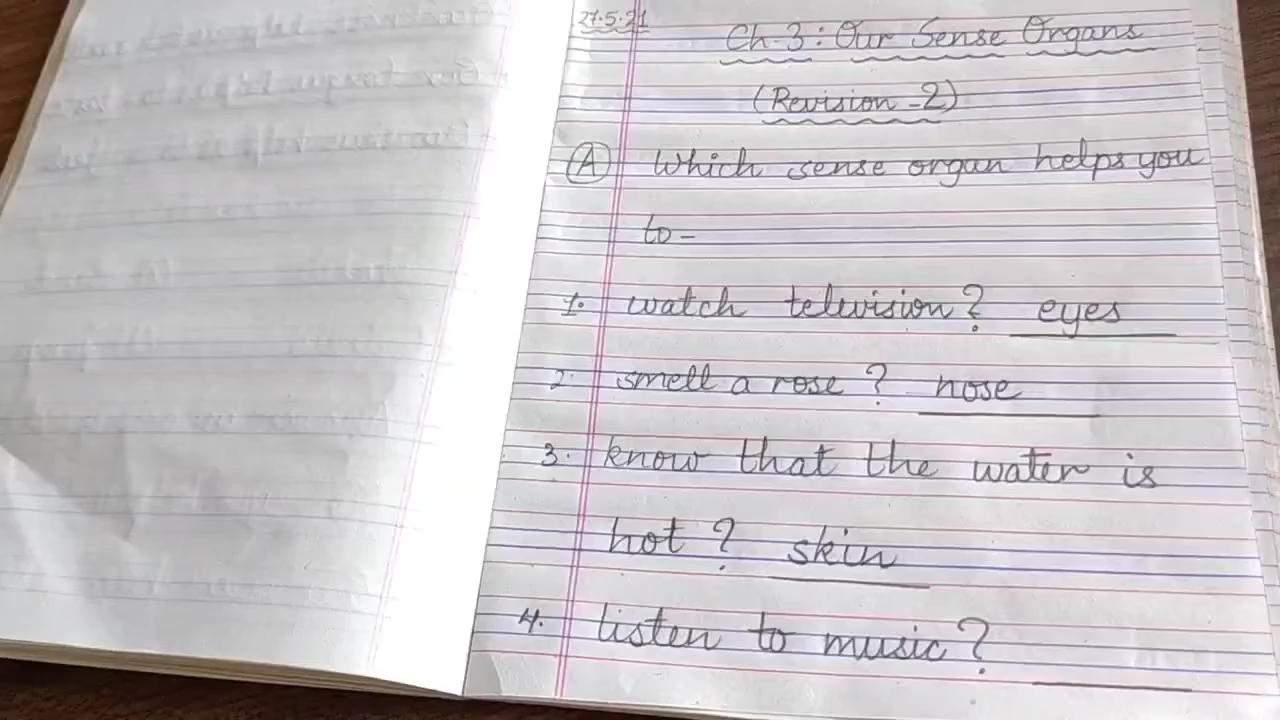 27.5.21
Ch-3: Our Sense Organs
(Revision-2)
A Which sense organ helps you
to-
1. watch television? eyes
2. smell a rose? nose
3. know that the water is
hot? skin
4. listen to music?